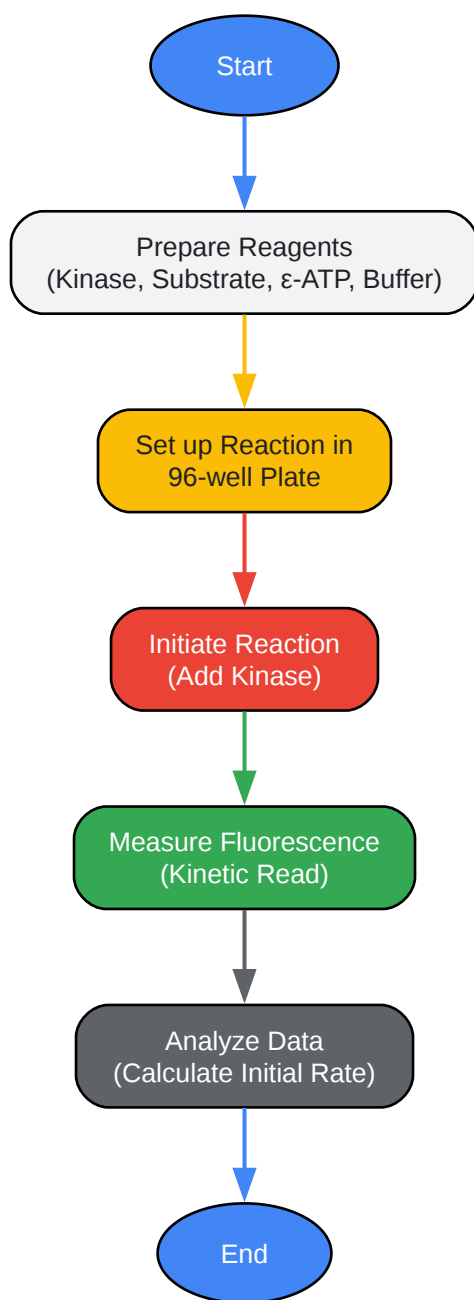 Start
Prepare Reagents
(Kinase, Substrate, ε-ATP, Buffer)
Set up Reaction in
96-well Plate
Initiate Reaction
(Add Kinase)
Measure Fluorescence
(Kinetic Read)
Analyze Data
(Calculate Initial Rate)
End